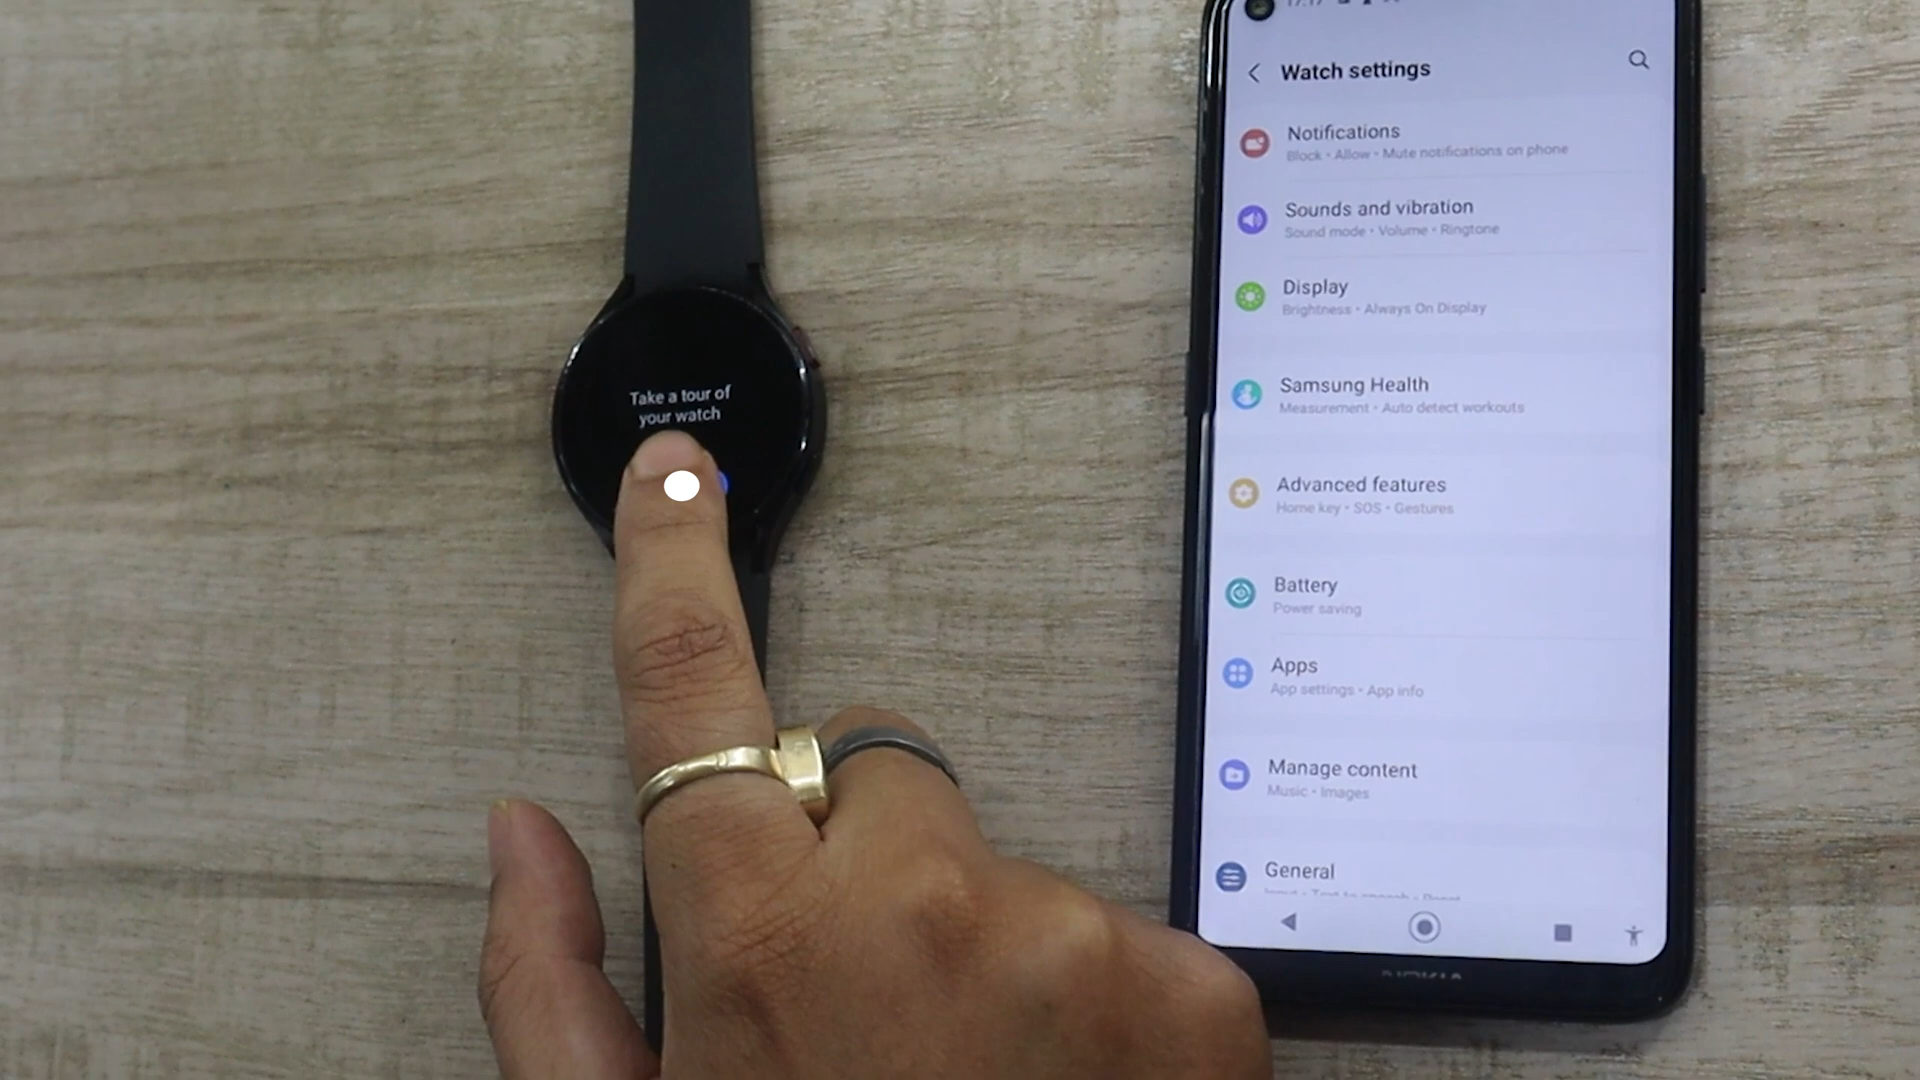 Take a tour of
your watch
Watch settings
Notifications
Block • Allow • Mute notifications on phone
Sounds and vibration
Sound mode • Volume • Ringtone
Display
Brightness • Always On Display
Samsung Health
Measurement • Auto detect workouts
Advanced features
Home key • SOS • Gestures
Battery
Power saving
Apps
App settings • App info
Manage content
Music • Images
General
NOKIA